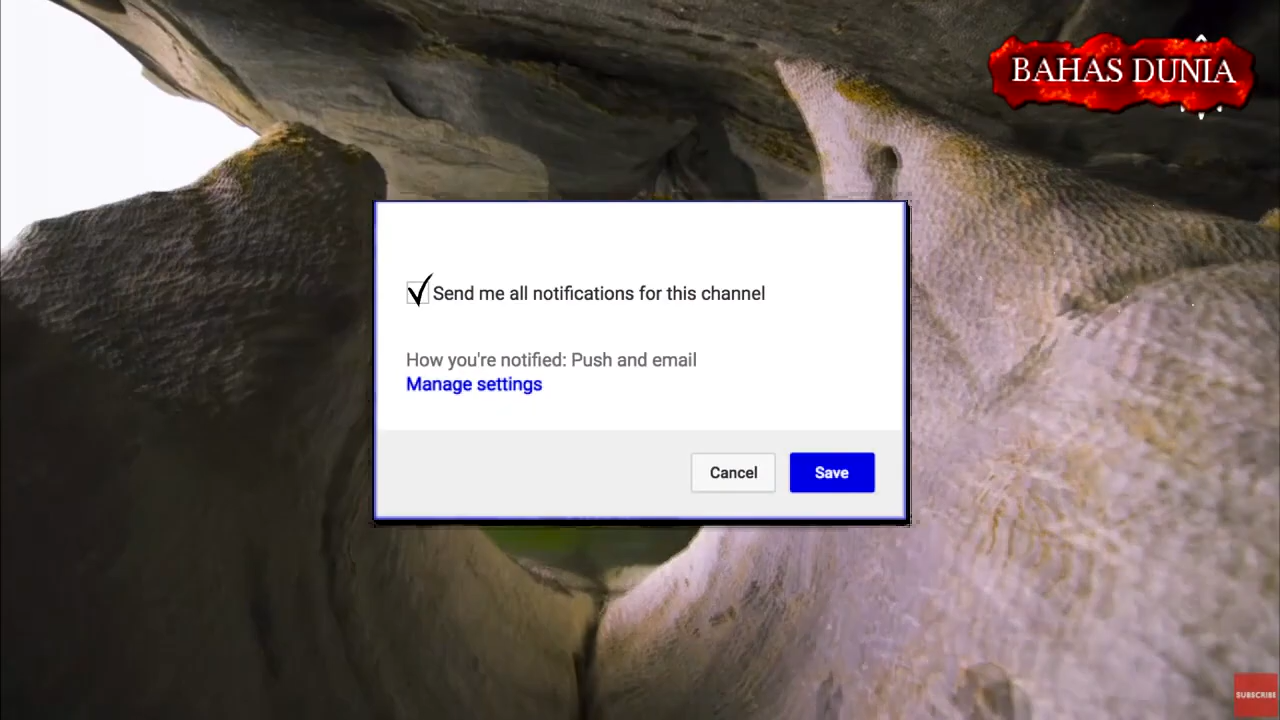 BAHAS DUNIA
Send me all notifications for this channel
How you're notified: Push and email
Manage settings
Cancel
Save
SUBSCRIBE